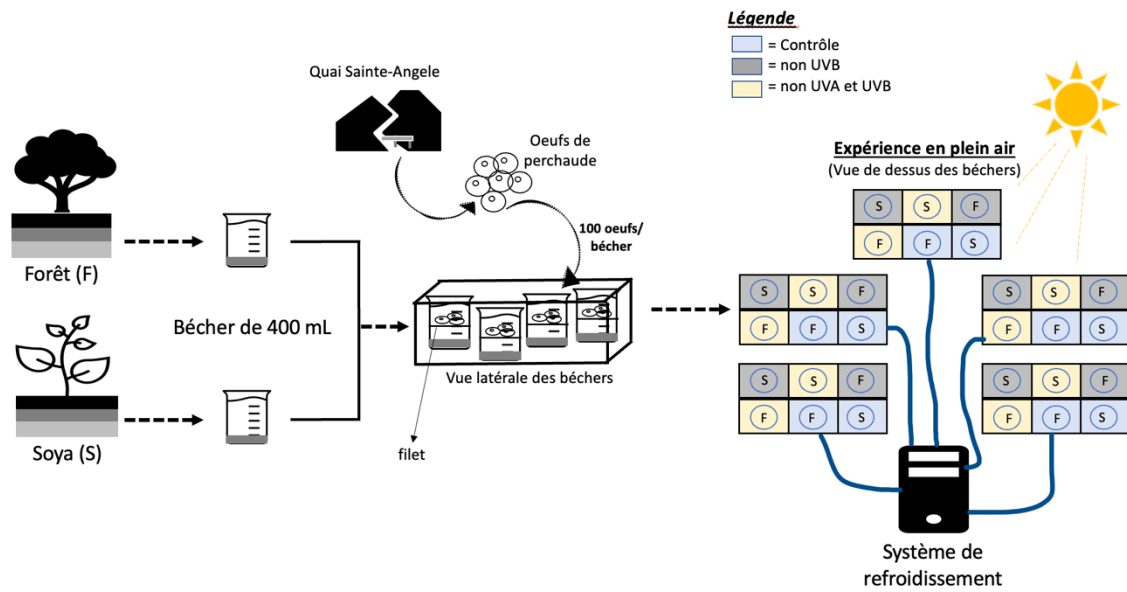 Légende
= Contrôle
= non UVB
= non UVA et UVB
Quai Sainte-Angele
Oeufs de
perchaude
100 oeufs/
bécher
Forêt (F)
Bécher de 400 mL
Soya (S)
Vue latérale des béchers
filet
Expérience en plein air
(Vue de dessus des béchers)
S S F
F F S
S S F
F F S
S S F
F F S
S S F
F F S
S S F
F F S
Système de
refroidissement